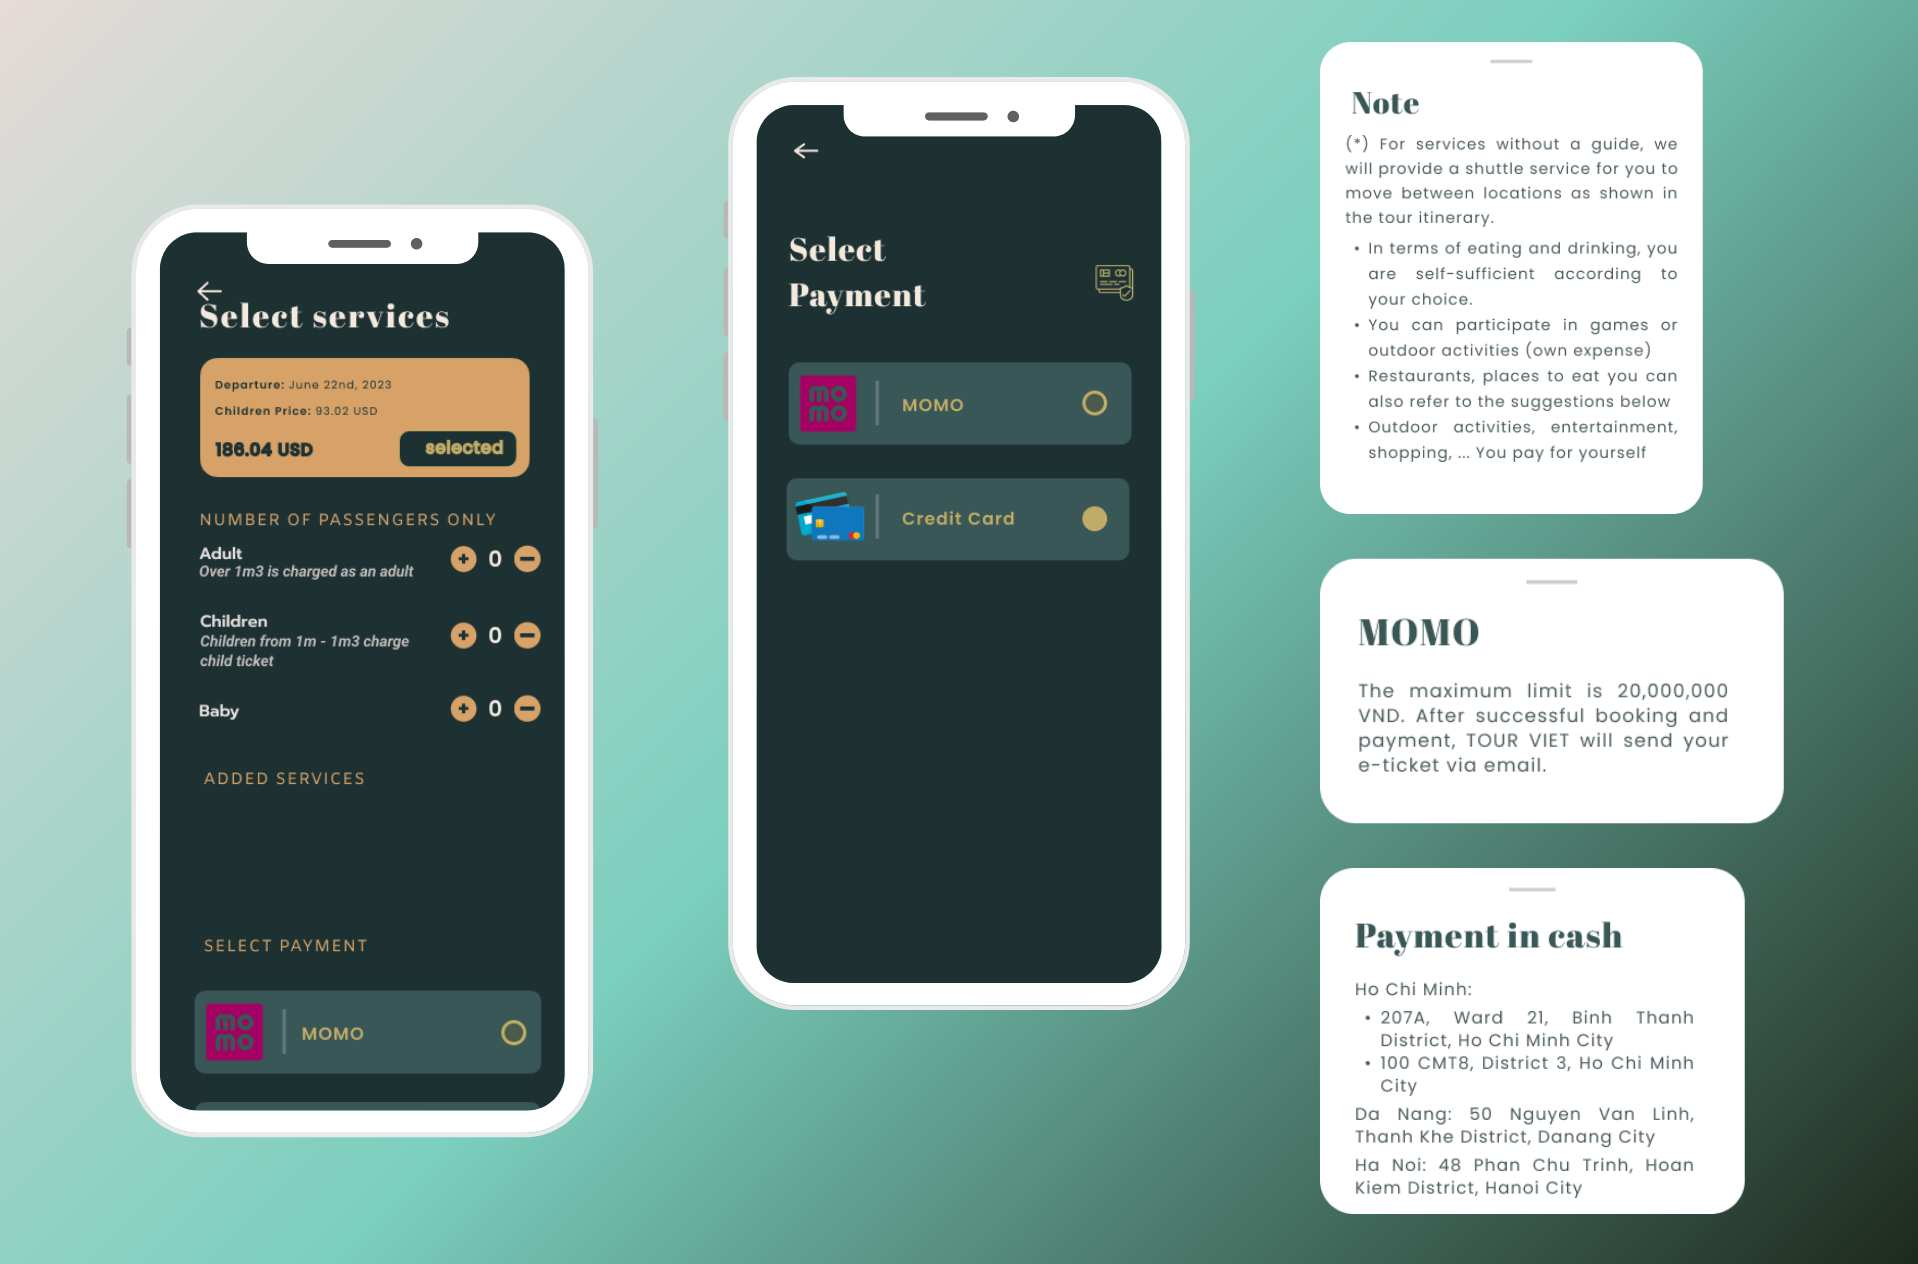 Select services
Departure: June 22nd, 2023
Children Price: 93.02 USD
186.04 USD
selected
NUMBER OF PASSENGERS ONLY
Adult
Over 1m3 is charged as an adult
0
Children
Children from 1m - 1m3 charge
child ticket
0
Baby
0
ADDED SERVICES
SELECT PAYMENT
mo
mo
MOMO
Select
Payment
mo
mo
MOMO
Credit Card
Note
(*) For services without a guide, we
will provide a shuttle service for you to
move between locations as shown in
the tour itinerary.
• In terms of eating and drinking, you
are self-sufficient according to
your choice.
• You can participate in games or
outdoor activities (own expense)
• Restaurants, places to eat you can
also refer to the suggestions below
• Outdoor activities, entertainment,
shopping, ... You pay for yourself
MOMO
The maximum limit is 20,000,000
VND. After successful booking and
payment, TOUR VIET will send your
e-ticket via email.
Payment in cash
Ho Chi Minh:
• 207A, Ward 21, Binh Thanh
District, Ho Chi Minh City
• 100 CMT8, District 3, Ho Chi Minh
City
Da Nang: 50 Nguyen Van Linh,
Thanh Khe District, Danang City
Ha Noi: 48 Phan Chu Trinh, Hoan
Kiem District, Hanoi City